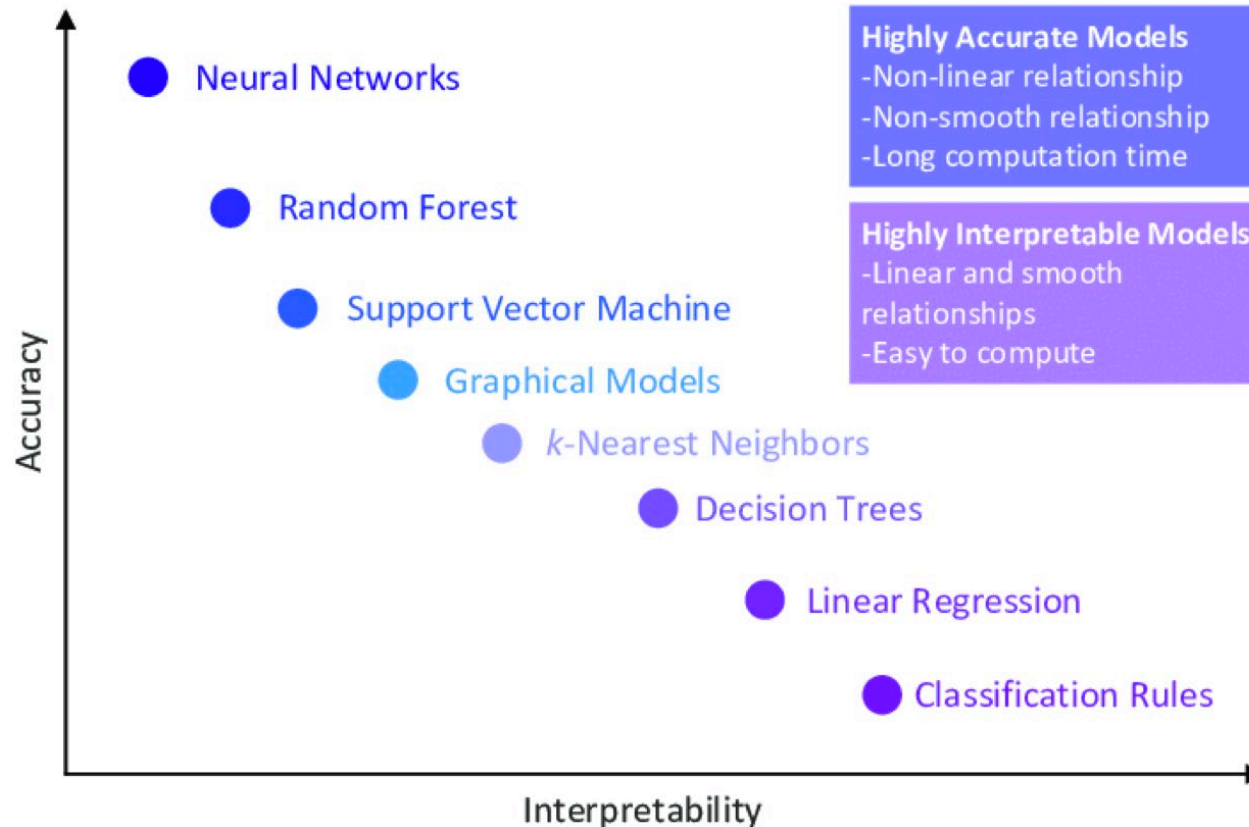 Accuracy
Neural Networks
Random Forest
Support Vector Machine
Graphical Models
k-Nearest Neighbors
Decision Trees
Linear Regression
Classification Rules
Highly Accurate Models
-Non-linear relationship
-Non-smooth relationship
-Long computation time
Highly Interpretable Models
-Linear and smooth
relationships
-Easy to compute
Interpretability